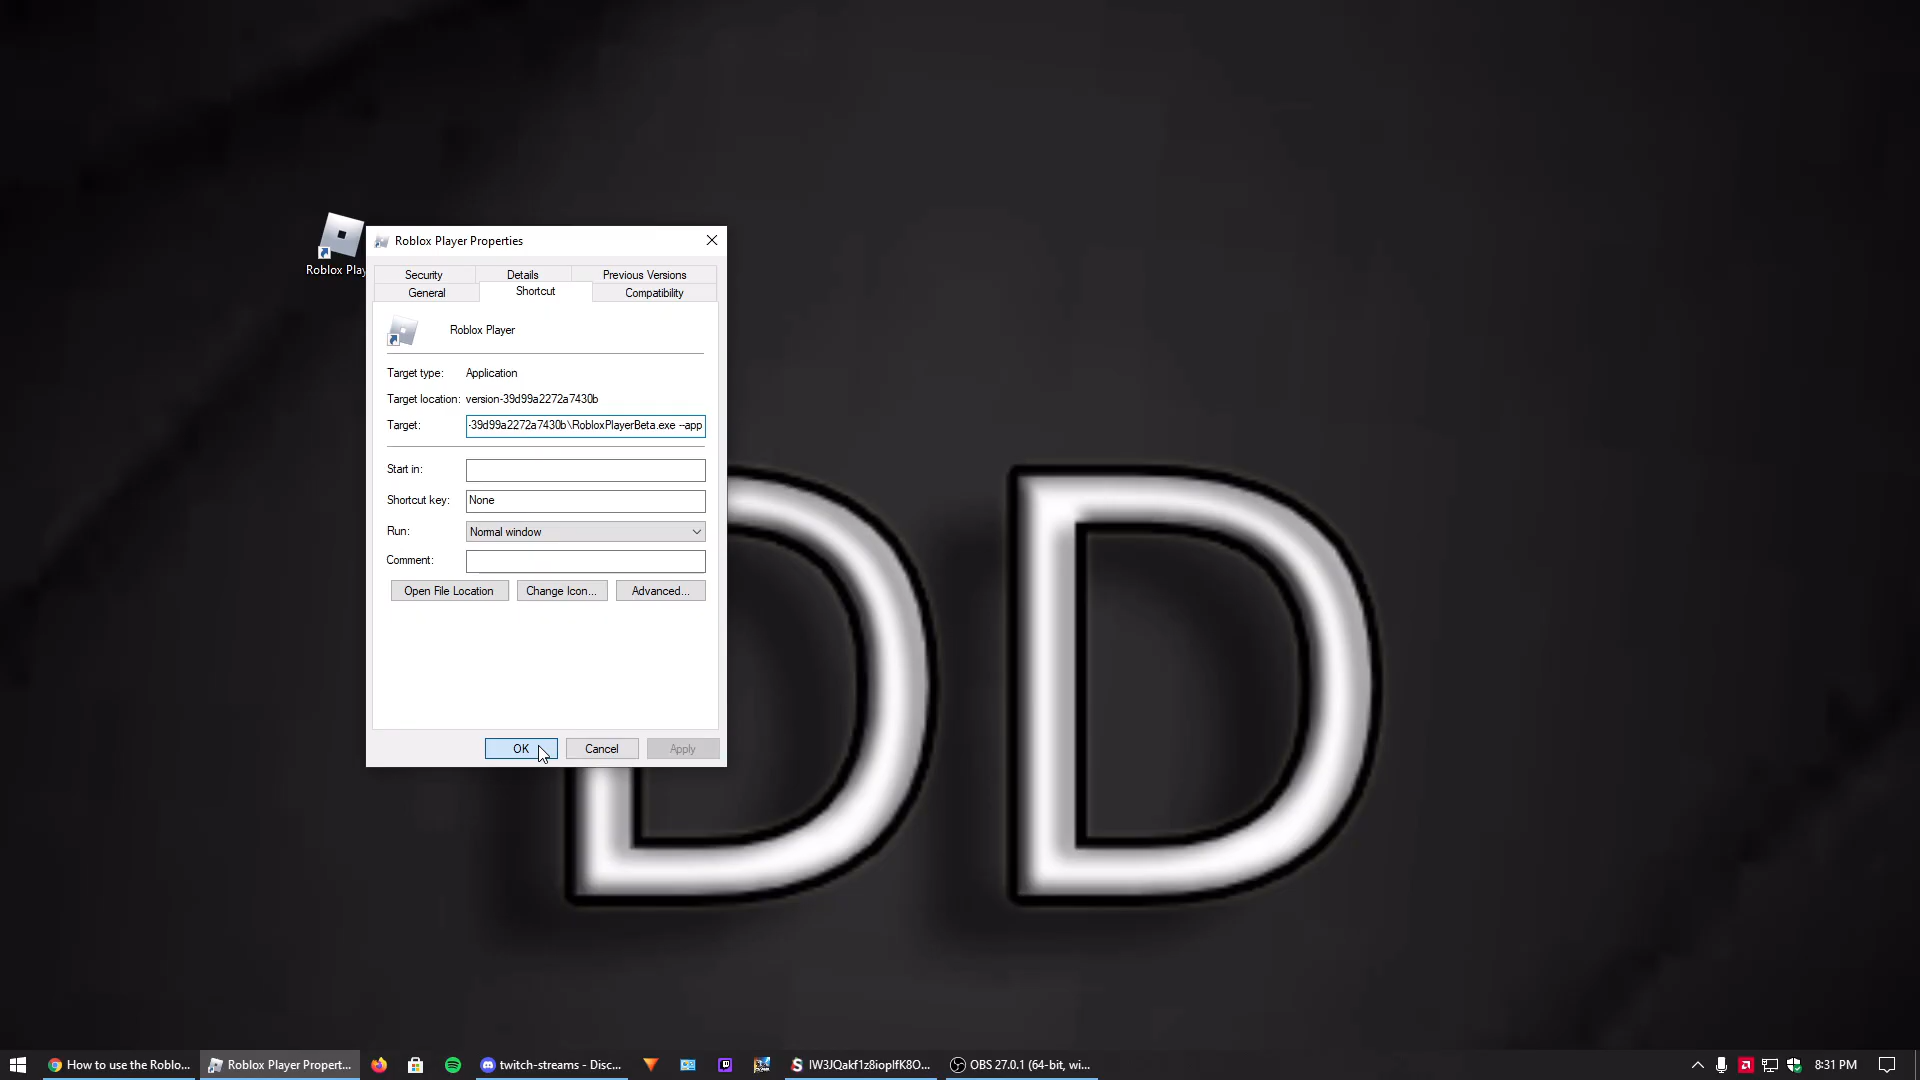 Roblox Play
Roblox Player Properties
Security
Details
Previous Versions
General
Shortcut
Compatibility
Roblox Player
Target type:
Application
Target location:
version-39d99a2272a7430b
Target:
-39d99a2272a7430b\RobloxPlayerBeta.exe --app
Start in:
Shortcut key:
None
Run:
Normal window
Comment:
Open File Location
Change Icon...
Advanced...
OK
Cancel
Apply
DD
How to use the Roblo...
Roblox Player Propert...
twitch-streams - Disc...
OBS 27.0.1 (64-bit, wi...
8:31 PM